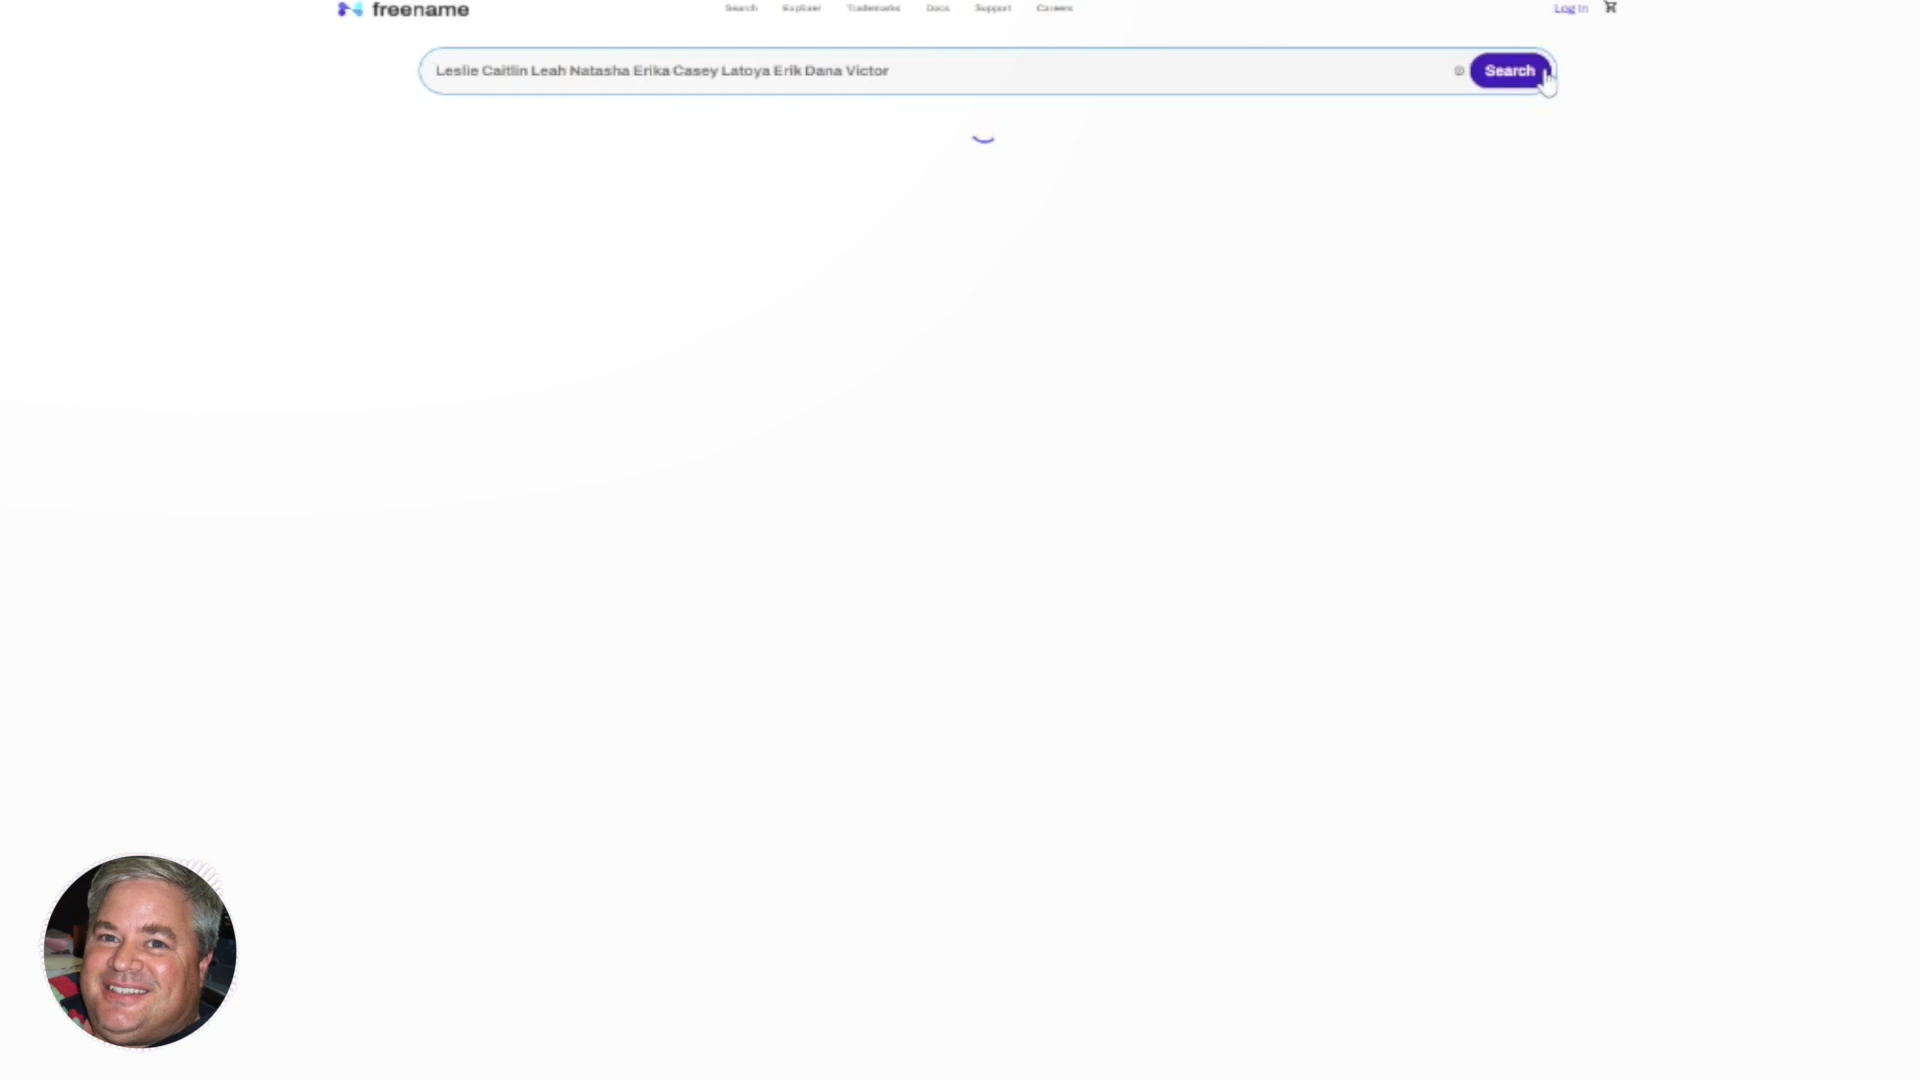 freename
Search Explorer Trademarks Docs Support Careers
Log In
Leslie Caitlin Leah Natasha Erika Casey Latoya Erik Dana Victor
Search